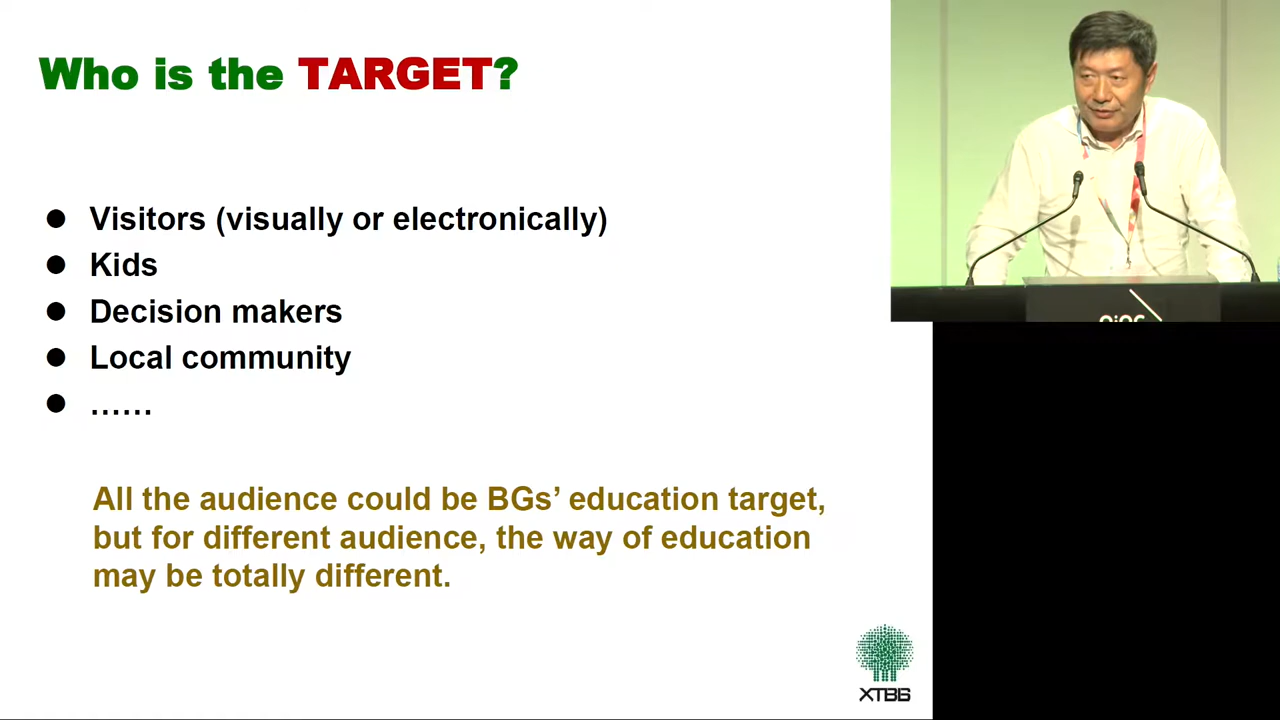 Who is the TARGET?
● Visitors (visually or electronically)
● Kids
● Decision makers
● Local community
● ……
All the audience could be BGs’ education target,
but for different audience, the way of education
may be totally different.
XTBG